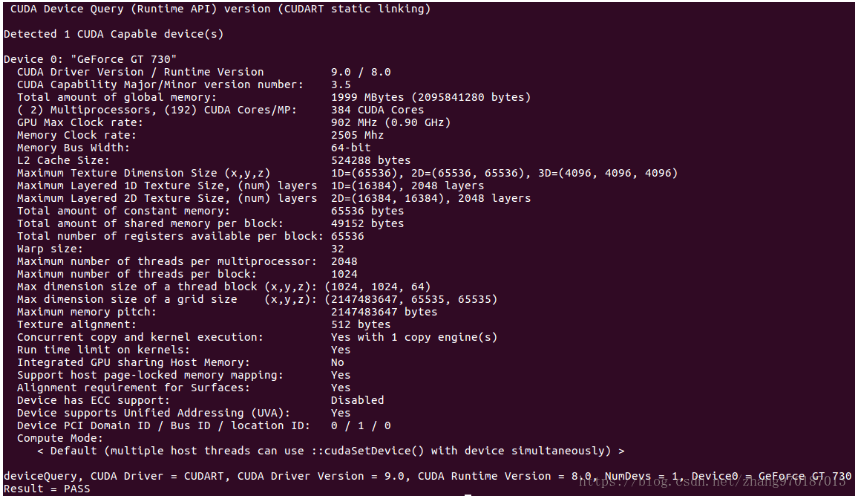 CUDA Device Query (Runtime API) version (CUDART static linking)
Detected 1 CUDA Capable device(s)
Device 0: "GeForce GT 730"
CUDA Driver Version / Runtime Version 9.0 / 8.0
CUDA Capability Major/Minor version number: 3.5
Total amount of global memory: 1999 MBytes (2095841280 bytes)
( 2) Multiprocessors, (192) CUDA Cores/MP: 384 CUDA Cores
GPU Max Clock rate: 902 MHz (0.90 GHz)
Memory Clock rate: 2505 Mhz
Memory Bus Width: 64-bit
L2 Cache Size: 524288 bytes
Maximum Texture Dimension Size (x,y,z) 1D=(65536), 2D=(65536, 65536), 3D=(4096, 4096, 4096)
Maximum Layered 1D Texture Size, (num) layers 1D=(16384), 2048 layers
Maximum Layered 2D Texture Size, (num) layers 2D=(16384, 16384), 2048 layers
Total amount of constant memory: 65536 bytes
Total amount of shared memory per block: 49152 bytes
Total number of registers available per block: 65536
Warp size: 32
Maximum number of threads per multiprocessor: 2048
Maximum number of threads per block: 1024
Max dimension size of a thread block (x,y,z): (1024, 1024, 64)
Max dimension size of a grid size (x,y,z): (2147483647, 65535, 65535)
Maximum memory pitch: 2147483647 bytes
Texture alignment: 512 bytes
Concurrent copy and kernel execution: Yes with 1 copy engine(s)
Run time limit on kernels: Yes
Integrated GPU sharing Host Memory: No
Support host page-locked memory mapping: Yes
Alignment requirement for Surfaces: Yes
Device has ECC support: Disabled
Device supports Unified Addressing (UVA): Yes
Device PCI Domain ID / Bus ID / location ID: 0 / 1 / 0
Compute Mode:
< Default (multiple host threads can use ::cudaSetDevice() with device simultaneously) >
deviceQuery, CUDA Driver = CUDART, CUDA Driver Version = 9.0, CUDA Runtime Version = 8.0, NumDevs = 1, Device0 = GeForce GT 730
Result = PASS
https://blog.csdn.net/zhang970187013